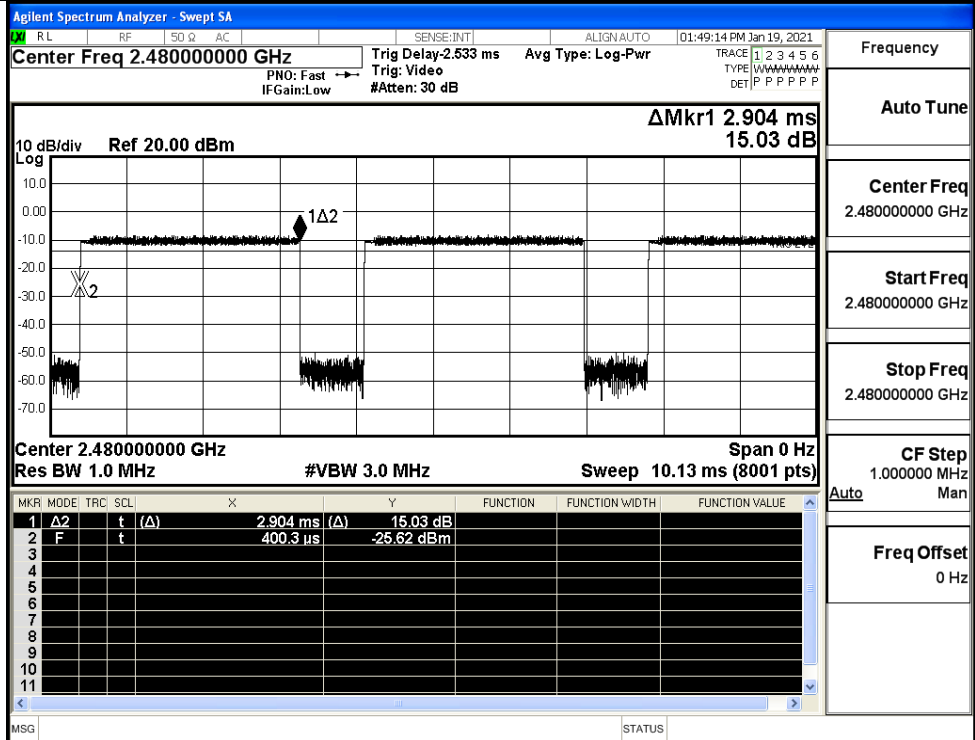 Agilent Spectrum Analyzer - Swept SA
LXI RL RF 50 Ω AC SENSE:INT ALIGN AUTO 01:49:14 PM Jan 19, 2021
Center Freq 2.480000000 GHz
PNO: Fast
IFGain:Low
Trig Delay-2.533 ms
Trig: Video
#Atten: 30 dB
Avg Type: Log-Pwr
TRACE 1 2 3 4 5 6
TYPE WWWWWW
DET P P P P P P
ΔMkr1 2.904 ms
15.03 dB
10 dB/div Ref 20.00 dBm
Log
10.0
0.00
-10.0
-20.0
-30.0
-40.0
-50.0
-60.0
-70.0
1Δ2
2
Center 2.480000000 GHz Span 0 Hz
Res BW 1.0 MHz #VBW 3.0 MHz Sweep 10.13 ms (8001 pts)
MKR MODE TRC SCL X Y FUNCTION FUNCTION WIDTH FUNCTION VALUE
1 Δ2 t (Δ) 2.904 ms (Δ) 15.03 dB
2 F t 400.3 µs -25.62 dBm
3
4
5
6
7
8
9
10
11
MSG STATUS
Frequency
Auto Tune
Center Freq
2.480000000 GHz
Start Freq
2.480000000 GHz
Stop Freq
2.480000000 GHz
CF Step
1.000000 MHz
Auto Man
Freq Offset
0 Hz